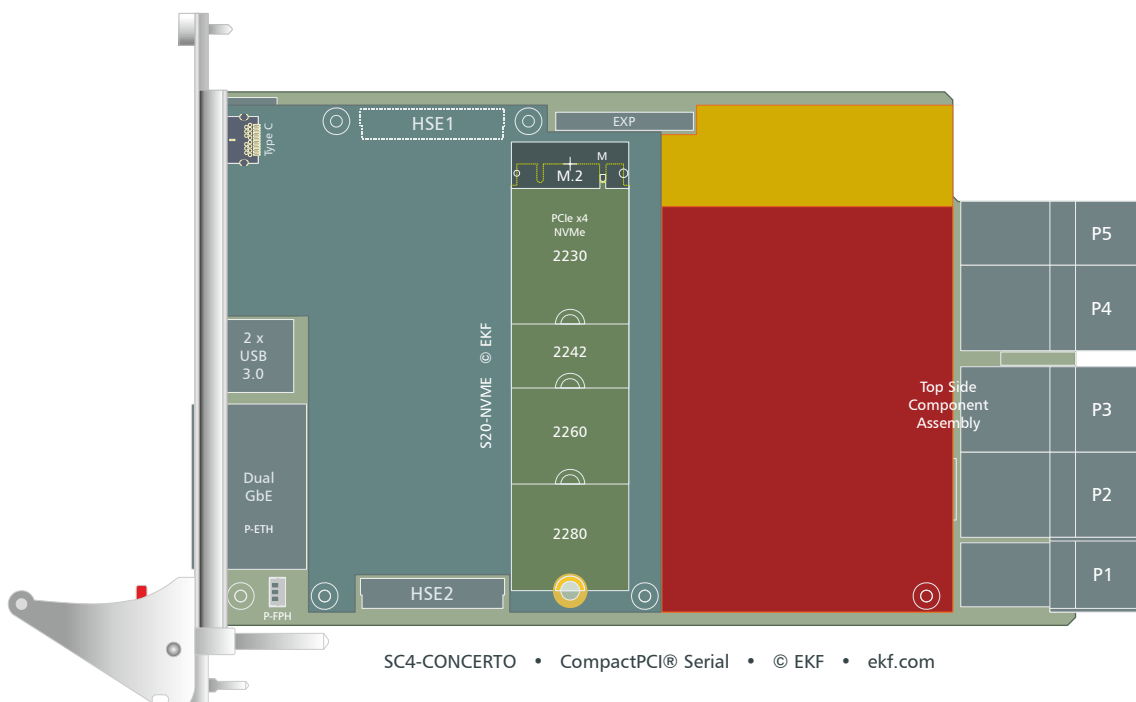 HSE1
EXP
Type C
M
M.2
PCIe x4
NVMe
2230
P5
P4
2 x
USB
3.0
S20-NVME © EKF
2242
2260
2280
Top Side
Component
Assembly
P3
P2
P1
Dual
GbE
P-ETH
HSE2
P-FPH
SC4-CONCERTO • CompactPCI® Serial • © EKF • ekf.com